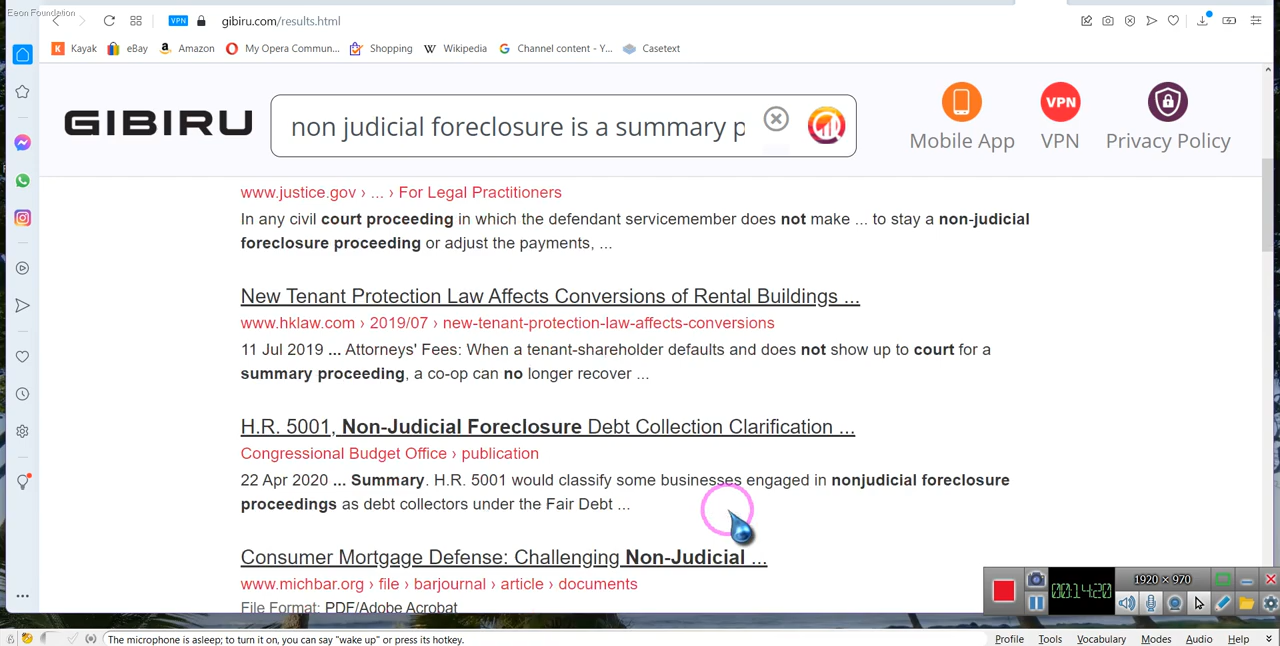 Eeon Foundation
VPN gibiru.com/results.html
Kayak eBay Amazon My Opera Commun... Shopping Wikipedia Channel content - Y... Casetext
GIBIRU non judicial foreclosure is a summary p
VPN
Mobile App VPN Privacy Policy
www.justice.gov › ... › For Legal Practitioners
In any civil court proceeding in which the defendant servicemember does not make ... to stay a non-judicial
foreclosure proceeding or adjust the payments, ...
New Tenant Protection Law Affects Conversions of Rental Buildings ...
www.hklaw.com › 2019/07 › new-tenant-protection-law-affects-conversions
11 Jul 2019 ... Attorneys' Fees: When a tenant-shareholder defaults and does not show up to court for a
summary proceeding, a co-op can no longer recover ...
H.R. 5001, Non-Judicial Foreclosure Debt Collection Clarification ...
Congressional Budget Office › publication
22 Apr 2020 ... Summary. H.R. 5001 would classify some businesses engaged in nonjudicial foreclosure
proceedings as debt collectors under the Fair Debt ...
Consumer Mortgage Defense: Challenging Non-Judicial ...
www.michbar.org › file › barjournal › article › documents
File Format: PDF/Adobe Acrobat
1920 × 970
00:14:20
The microphone is asleep; to turn it on, you can say "wake up" or press its hotkey.
Profile Tools Vocabulary Modes Audio Help